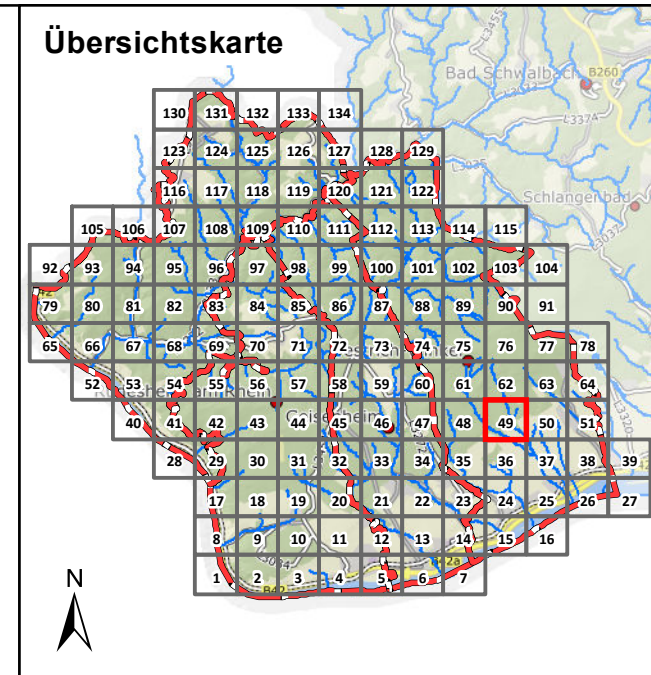 Übersichtskarte
Bad Schwalbach
B260
L3374
L3035
Schlangenbad
L3037
130 131 132 133 134
123 124 125 126 127 128 129
116 117 118 119 120 121 122
105 106 107 108 109 110 111 112 113 114 115
92 93 94 95 96 97 98 99 100 101 102 103 104
79 80 81 82 83 84 85 86 87 88 89 90 91
65 66 67 68 69 70 71 72 73 74 75 76 77 78
52 53 54 55 56 57 58 59 60 61 62 63 64
40 41 42 43 44 45 46 47 48 49 50 51
28 29 30 31 32 33 34 35 36 37 38 39
17 18 19 20 21 22 23 24 25 26 27
8 9 10 11 12 13 14 15 16
L3034
1 2 3 4 5 6 7
B42
N